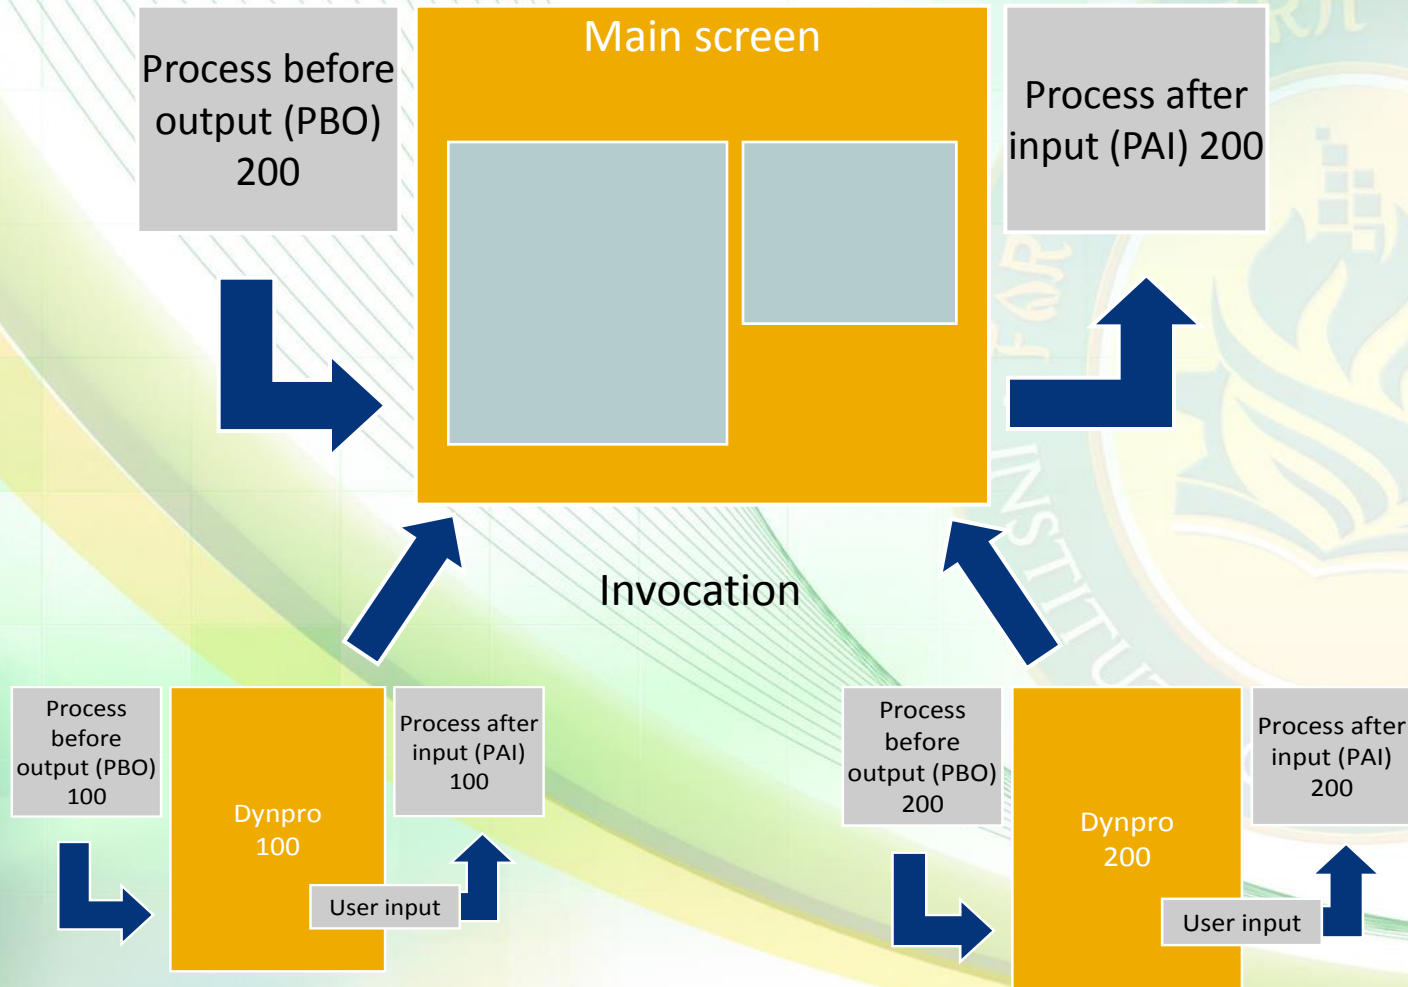 Main screen
Process before
output (PBO)
200
Process after
input (PAI) 200
FAR
INSTITU
Invocation
Process
before
output (PBO)
100
Dynpro
100
Process after
input (PAI)
100
User input
Process
before
output (PBO)
200
Dynpro
200
Process after
input (PAI)
200
User input